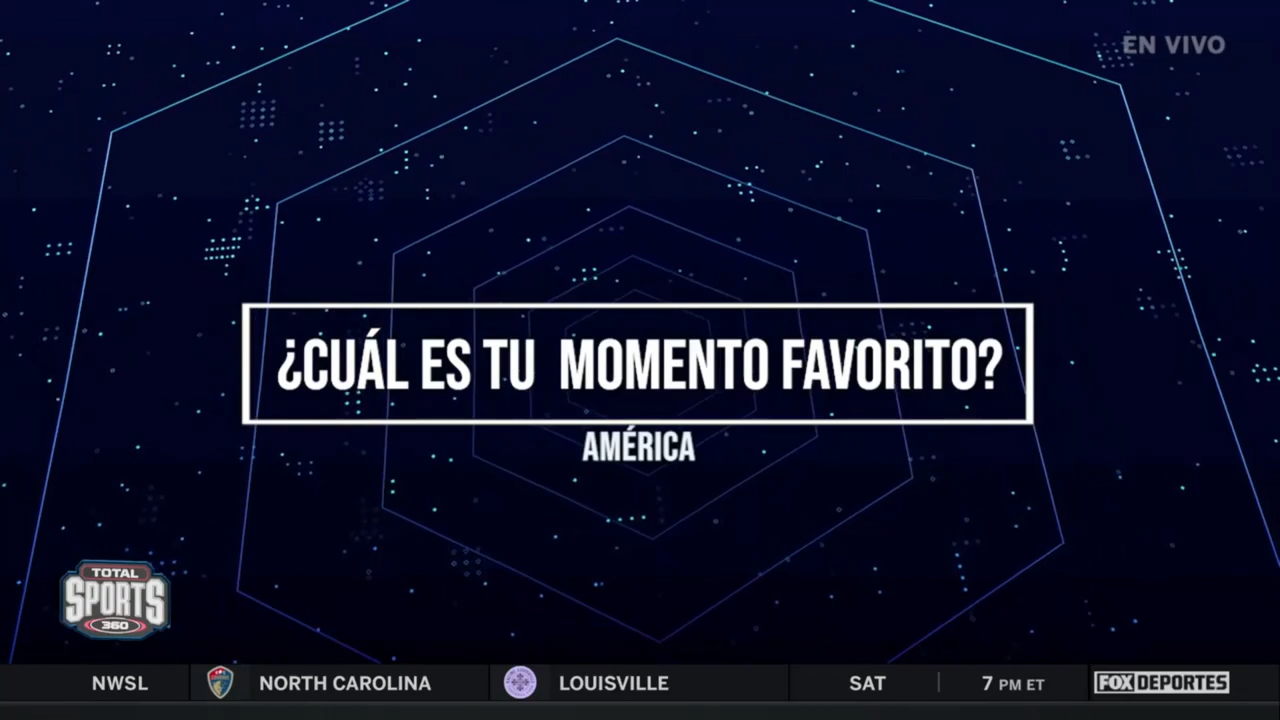 EN VIVO
¿CUÁL ES TU MOMENTO FAVORITO?
AMÉRICA
TOTAL
SPORTS
360
NWSL NORTH CAROLINA LOUISVILLE SAT 7 PM ET FOX DEPORTES